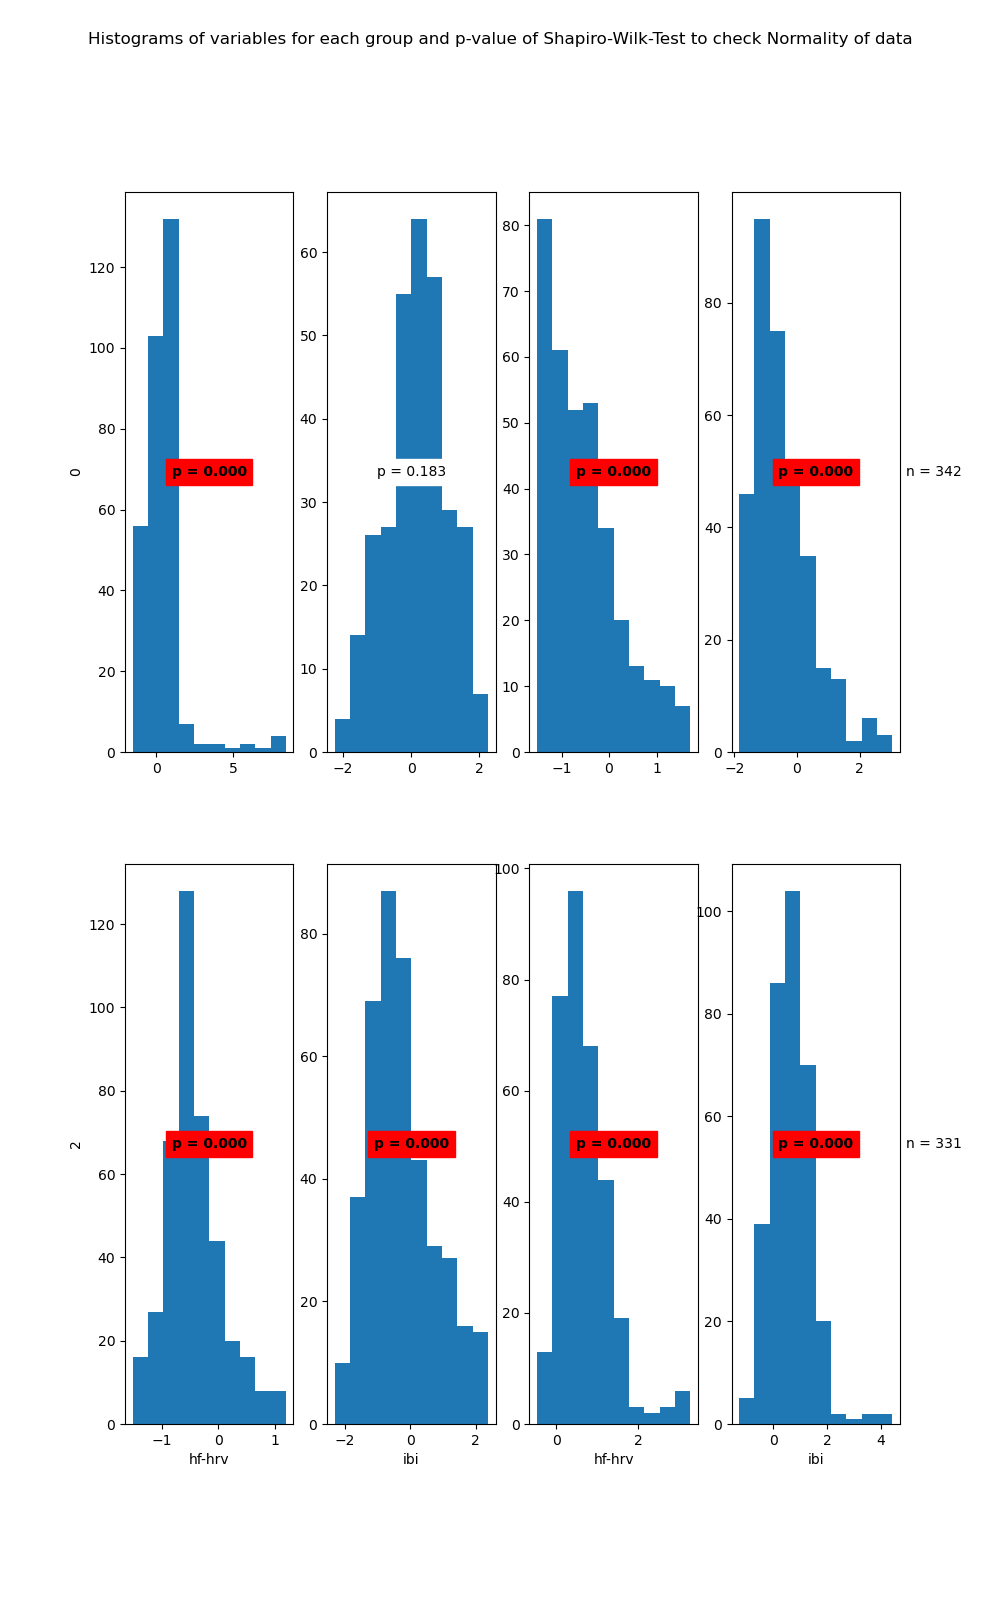 Histograms of variables for each group and p-value of Shapiro-Wilk-Test to check Normality of data
0
120
100
80
60
40
20
0
0 5
p = 0.000
60
50
40
30
20
10
0
−2 0 2
p = 0.183
80
70
60
50
40
30
20
10
0
−1 0 1
p = 0.000
80
60
40
20
0
−2 0 2
p = 0.000
n = 342
2
120
100
80
60
40
20
0
−1 0 1
hf-hrv
p = 0.000
80
60
40
20
0
−2 0 2
ibi
p = 0.000
100
80
60
40
20
0
0 2
hf-hrv
p = 0.000
100
80
60
40
20
0
0 2 4
ibi
p = 0.000
n = 331